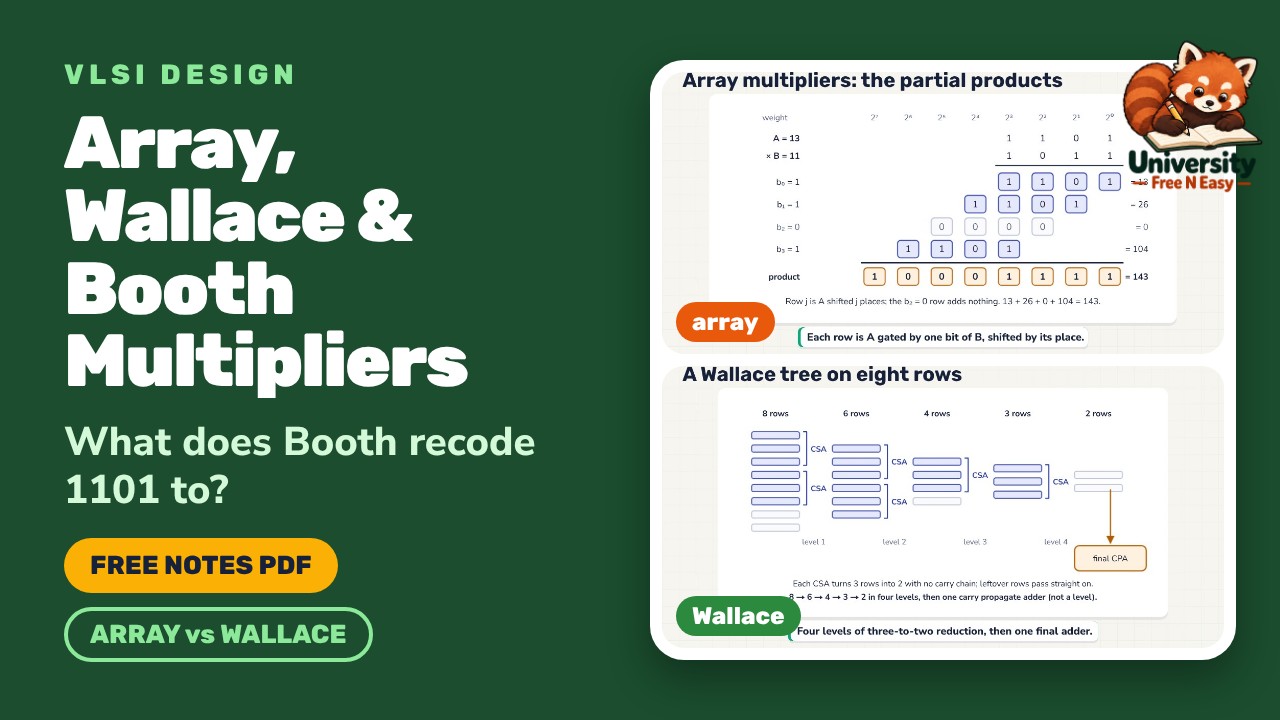 VLSI DESIGN
Array,
Wallace &
Booth
Multipliers
What does Booth recode
1101 to?
FREE NOTES PDF
ARRAY vs WALLACE
Array multipliers: the partial products
weight 2⁷ 2⁶ 2⁵ 2⁴ 2³ 2² 2¹ 2⁰
A = 13 1 1 0 1
× B = 11 1 0 1 1
b₀ = 1 1 1 0 1 = 13
b₁ = 1 1 1 0 1 = 26
b₂ = 0 0 0 0 0 = 0
b₃ = 1 1 1 0 1 = 104
product 1 0 0 0 1 1 1 1 = 143
Row j is A shifted j places; the b₂ = 0 row adds nothing. 13 + 26 + 0 + 104 = 143.
array
Each row is A gated by one bit of B, shifted by its place.
University
Free N Easy
A Wallace tree on eight rows
8 rows 6 rows 4 rows 3 rows 2 rows
CSA CSA CSA CSA
CSA CSA
level 1 level 2 level 3 level 4
final CPA
Each CSA turns 3 rows into 2 with no carry chain; leftover rows pass straight on.
8 → 6 → 4 → 3 → 2 in four levels, then one carry propagate adder (not a level).
Wallace
Four levels of three-to-two reduction, then one final adder.